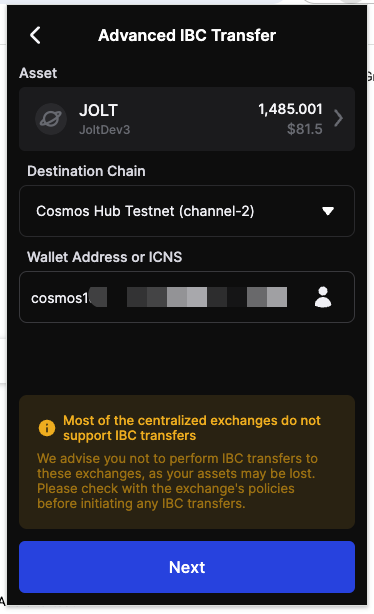 Advanced IBC Transfer
Asset
JOLT
1,485.001
JoltDev3
$81.5
Destination Chain
Cosmos Hub Testnet (channel-2)
Wallet Address or ICNS
cosmos1
Most of the centralized exchanges do not
support IBC transfers
We advise you not to perform IBC transfers to
these exchanges, as your assets may be lost.
Please check with the exchange's policies
before initiating any IBC transfers.
Next